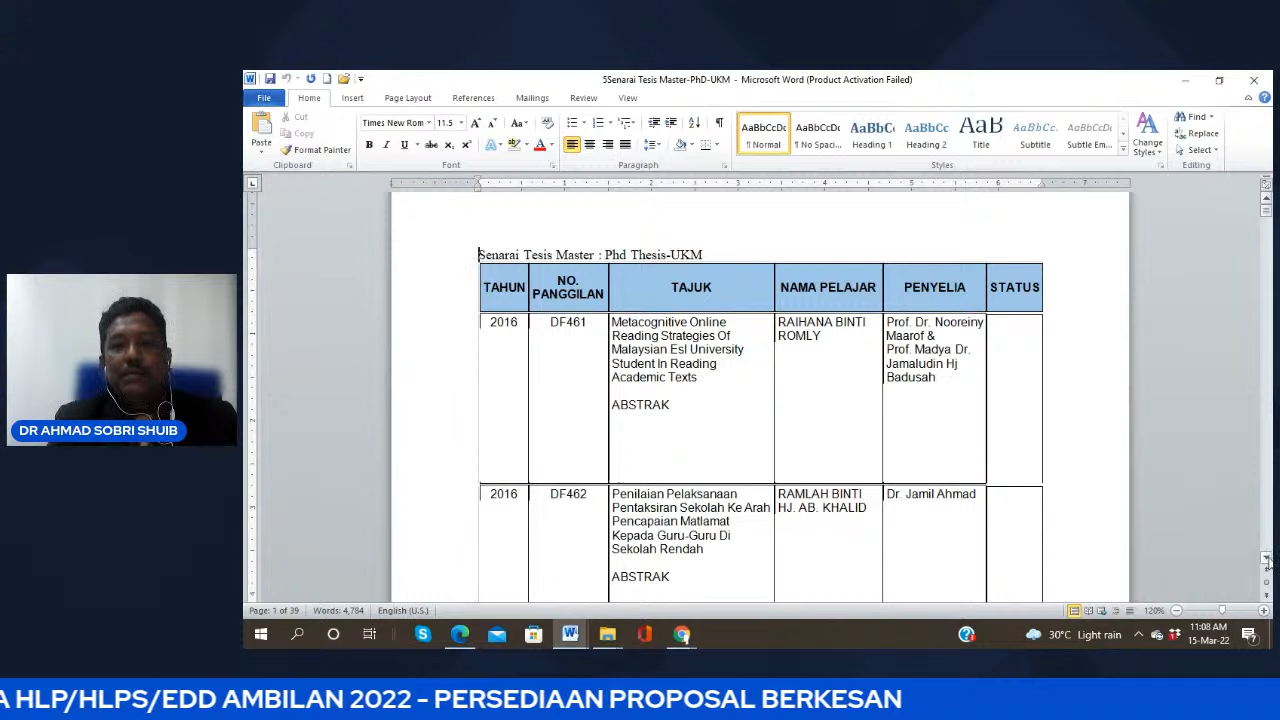 5Senarai Tesis Master-PhD-UKM - Microsoft Word (Product Activation Failed)
File Home Insert Page Layout References Mailings Review View
Cut
Copy
Paste
Format Painter
Clipboard
Times New Rom 11.5
Font
Paragraph
AaBbCcDc AaBbCcDc AaBbC AaBbCc AaB AaBbCc. AaBbCcDc
¶ Normal ¶ No Spaci... Heading 1 Heading 2 Title Subtitle Subtle Em...
Change
Styles
Styles
Find
Replace
Select
Editing
Senarai Tesis Master : Phd Thesis-UKM
TAHUN NO. PANGGILAN TAJUK NAMA PELAJAR PENYELIA STATUS
2016
DF461
Metacognitive Online
Reading Strategies Of
Malaysian Esl University
Student In Reading
Academic Texts
ABSTRAK
RAIHANA BINTI
ROMLY
Prof. Dr. Nooreiny
Maarof &
Prof. Madya Dr.
Jamaludin Hj
Badusah
2016
DF462
Penilaian Pelaksanaan
Pentaksiran Sekolah Ke Arah
Pencapaian Matlamat
Kepada Guru-Guru Di
Sekolah Rendah
ABSTRAK
RAMLAH BINTI
HJ. AB. KHALID
Dr. Jamil Ahmad
Page: 1 of 39 Words: 4,784 English (U.S.) 120%
30°C Light rain
11:08 AM
15-Mar-22
7
DR AHMAD SOBRI SHUIB
A HLP/HLPS/EDD AMBILAN 2022 - PERSEDIAAN PROPOSAL BERKESAN